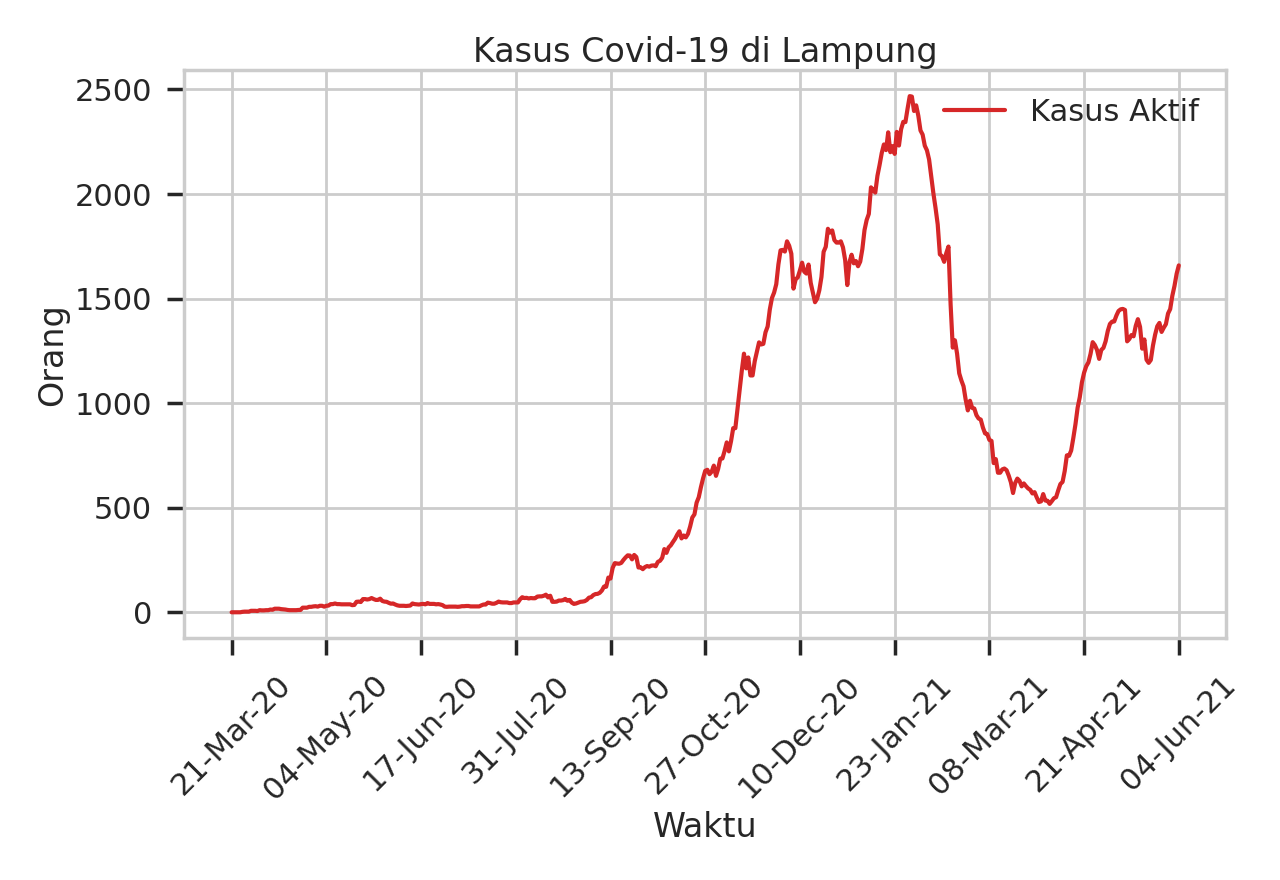 Kasus Covid-19 di Lampung
Kasus Aktif
Orang
2500
2000
1500
1000
500
0
21-Mar-20
04-May-20
17-Jun-20
31-Jul-20
13-Sep-20
27-Oct-20
10-Dec-20
23-Jan-21
08-Mar-21
21-Apr-21
04-Jun-21
Waktu